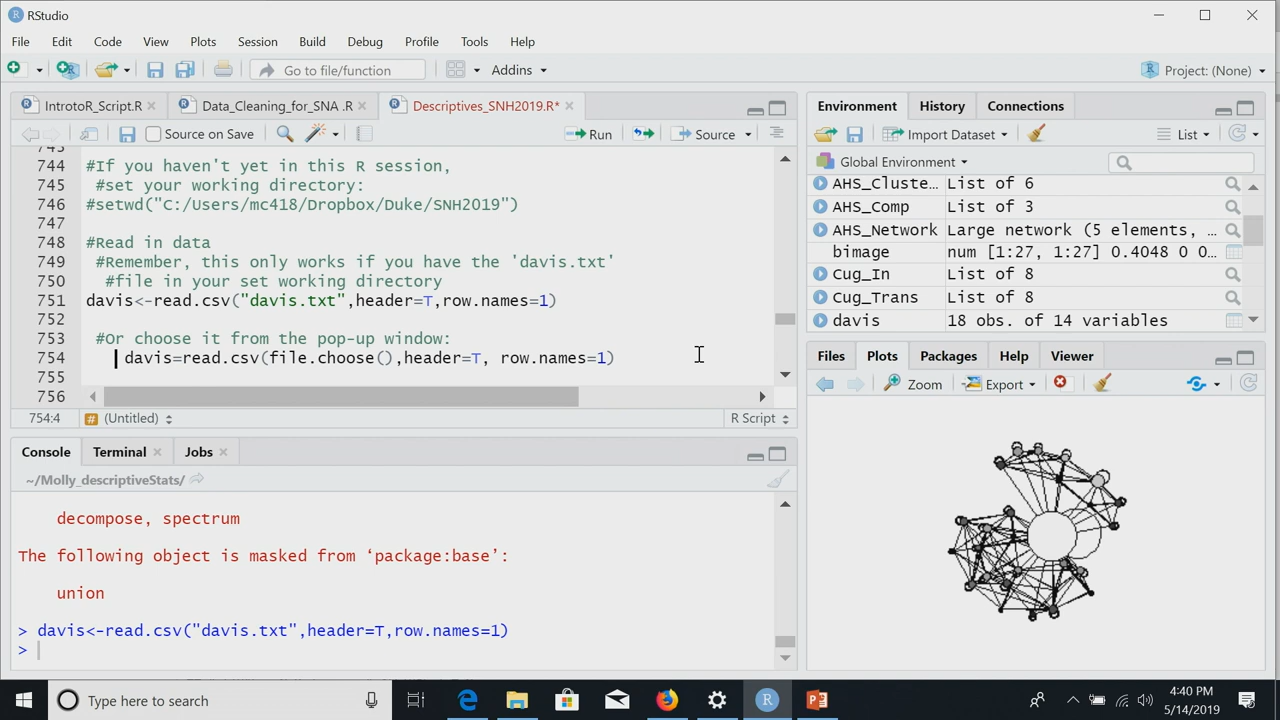 RStudio
File Edit Code View Plots Session Build Debug Profile Tools Help
Go to file/function Addins Project: (None)
IntrotoR_Script.R Data_Cleaning_for_SNA .R Descriptives_SNH2019.R*
Source on Save Run Source
744 #If you haven't yet in this R session,
745 #set your working directory:
746 #setwd("C:/Users/mc418/Dropbox/Duke/SNH2019")
747
748 #Read in data
749 #Remember, this only works if you have the 'davis.txt'
750 #file in your set working directory
751 davis<-read.csv("davis.txt",header=T,row.names=1)
752
753 #Or choose it from the pop-up window:
754 davis=read.csv(file.choose(),header=T, row.names=1)
755
756
754:4 # (Untitled) R Script
Console Terminal Jobs
~/Molly_descriptiveStats/
decompose, spectrum
The following object is masked from ‘package:base’:
union
> davis<-read.csv("davis.txt",header=T,row.names=1)
>
Environment History Connections
Import Dataset List
Global Environment
AHS_Cluste… List of 6
AHS_Comp List of 3
AHS_Network Large network (5 elements, …
bimage num [1:27, 1:27] 0.4048 0 0…
Cug_In List of 8
Cug_Trans List of 8
davis 18 obs. of 14 variables
Files Plots Packages Help Viewer
Zoom Export
Type here to search
4:40 PM
5/14/2019